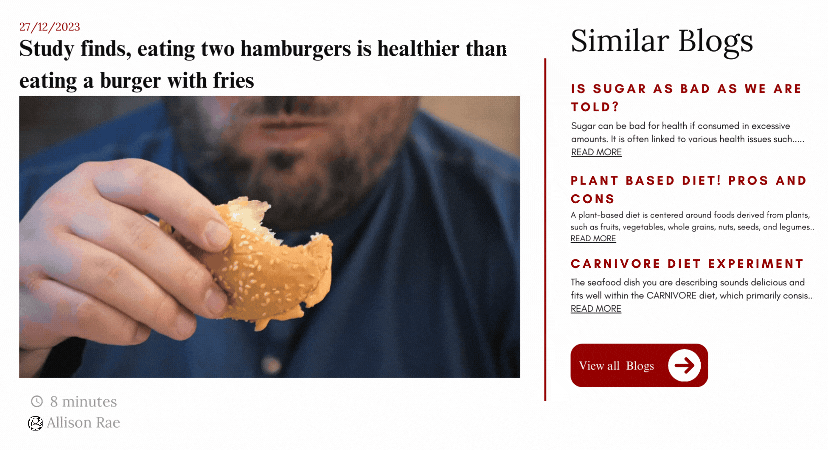 27/12/2023
Study finds, eating two hamburgers is healthier than
eating a burger with fries
8 minutes
Allison Rae
Similar Blogs
IS SUGAR AS BAD AS WE ARE
TOLD?
Sugar can be bad for health if consumed in excessive
amounts. It is often linked to various health issues such.....
READ MORE
PLANT BASED DIET! PROS AND
CONS
A plant-based diet is centered around foods derived from plants,
such as fruits, vegetables, whole grains, nuts, seeds, and legumes..
READ MORE
CARNIVORE DIET EXPERIMENT
The seafood dish you are describing sounds delicious and
fits well within the CARNIVORE diet, which primarily consis..
READ MORE
View all Blogs